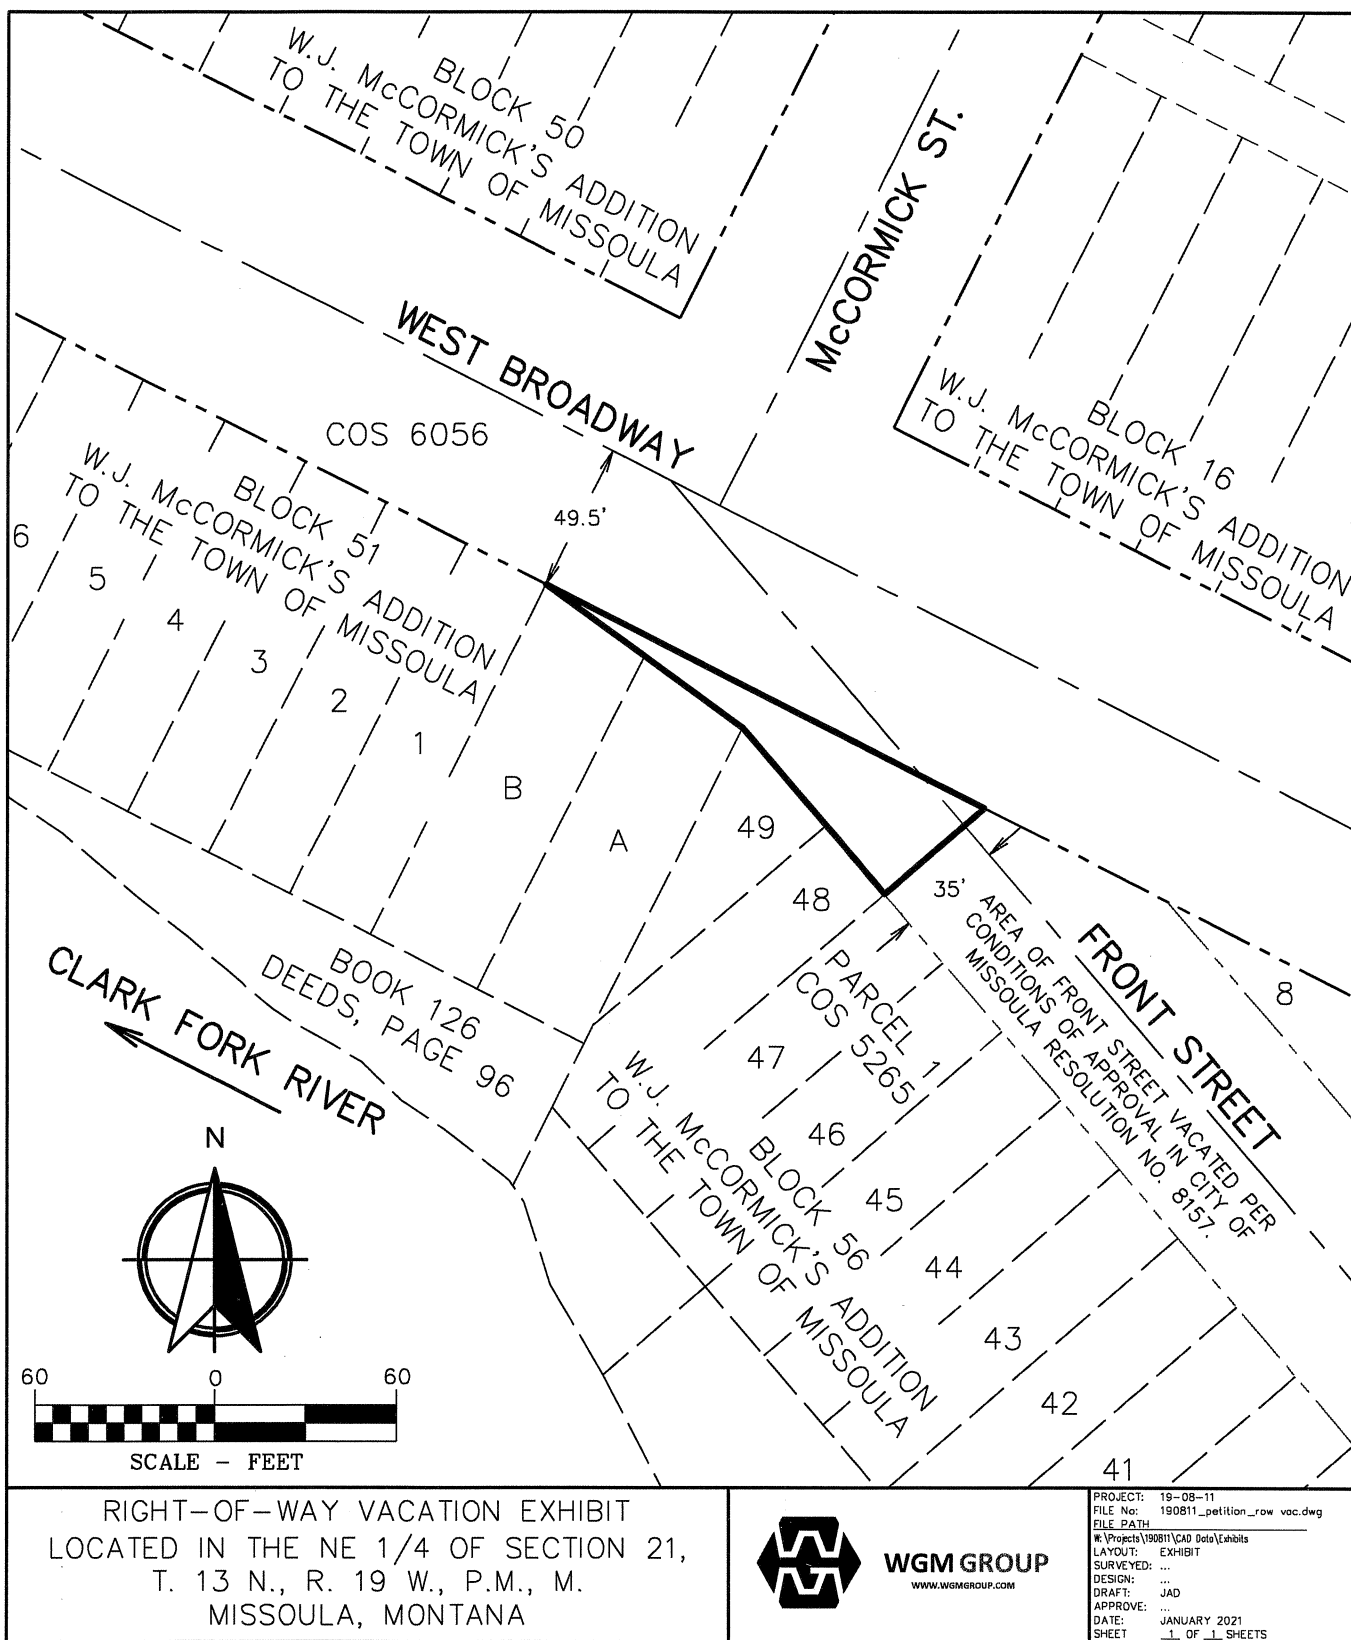 BLOCK 50
W.J. McCORMICK'S ADDITION
TO THE TOWN OF MISSOULA
McCORMICK ST.
WEST BROADWAY
BLOCK 16
W.J. McCORMICK'S ADDITION
TO THE TOWN OF MISSOULA
COS 6056
49.5'
BLOCK 51
W.J. McCORMICK'S ADDITION
TO THE TOWN OF MISSOULA
6
5
4
3
2
1
B
A
49
48
35'
AREA OF FRONT STREET VACATED PER
CONDITIONS OF APPROVAL IN CITY OF
MISSOULA RESOLUTION NO. 8157.
FRONT STREET
8
PARCEL 1
COS 5265
BOOK 126
DEEDS, PAGE 96
CLARK FORK RIVER
47
46
45
44
43
42
41
BLOCK 56
W.J. McCORMICK'S ADDITION
TO THE TOWN OF MISSOULA
N
60 0 60
SCALE - FEET
RIGHT-OF-WAY VACATION EXHIBIT
LOCATED IN THE NE 1/4 OF SECTION 21,
T. 13 N., R. 19 W., P.M., M.
MISSOULA, MONTANA
WGM GROUP
WWW.WGMGROUP.COM
PROJECT: 19-08-11
FILE No: 190811_petition_row vac.dwg
FILE PATH
W:\Projects\190811\CAD Data\Exhibits
LAYOUT: EXHIBIT
SURVEYED: ...
DESIGN: ...
DRAFT: JAD
APPROVE: ...
DATE: JANUARY 2021
SHEET 1 OF 1 SHEETS